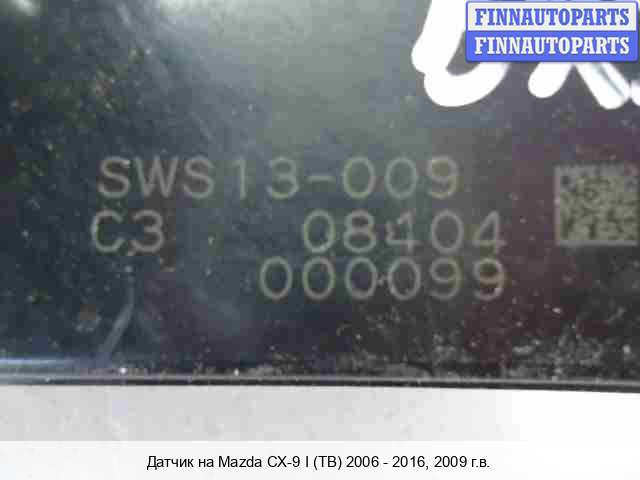 FINNAUTOPARTS
FINNAUTOPARTS
SWS13-009
C3 08404
000099
Датчик на Mazda CX-9 I (TB) 2006 - 2016, 2009 г.в.